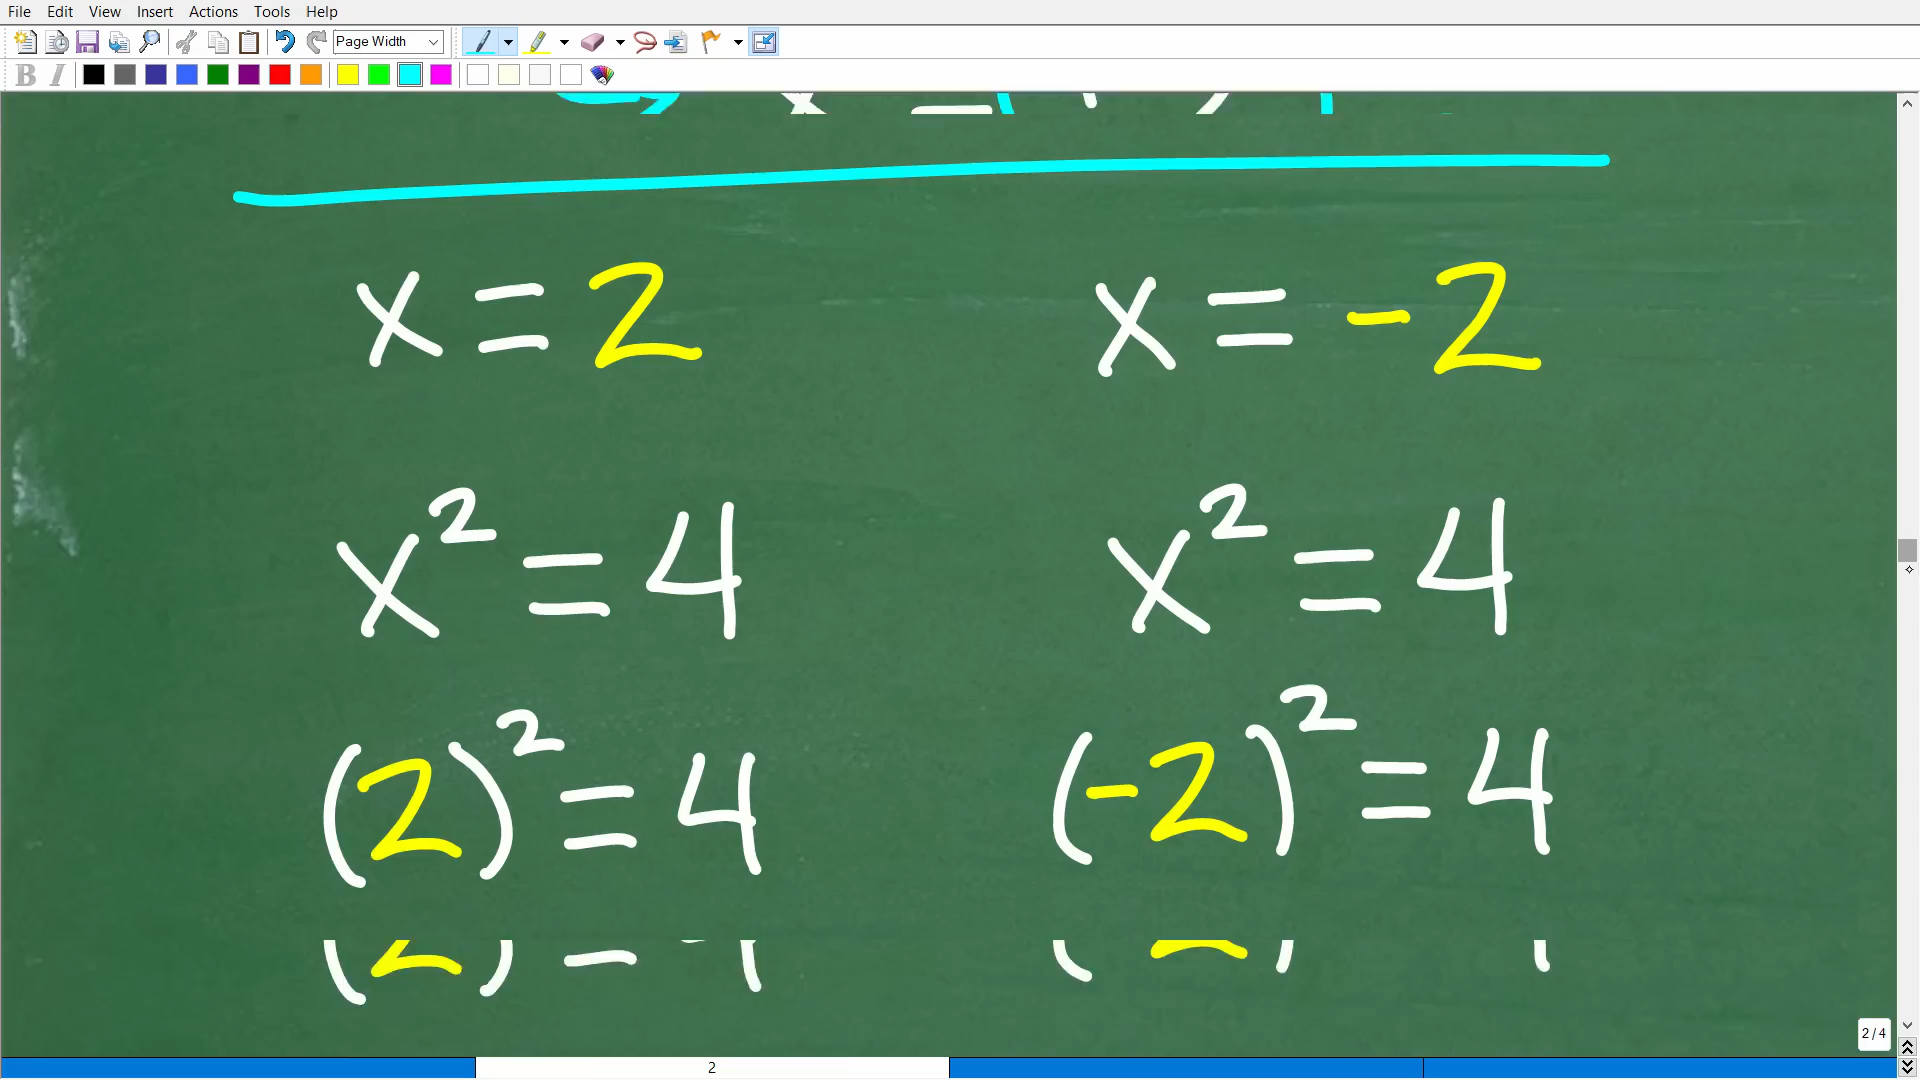 File Edit View Insert Actions Tools Help
Page Width
B I
x = 2
x = -2
x² = 4
x² = 4
(2)² = 4
(-2)² = 4
2 / 4
2